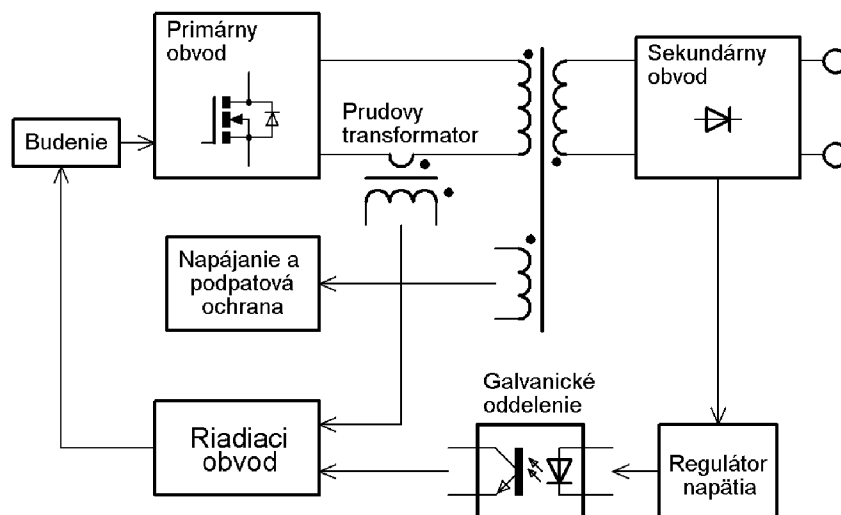 Primárny
obvod
Sekundárny
obvod
Prudovy
transformator
Budenie
Napájanie a
podpatová
ochrana
Galvanické
oddelenie
Riadiaci
obvod
Regulátor
napätia